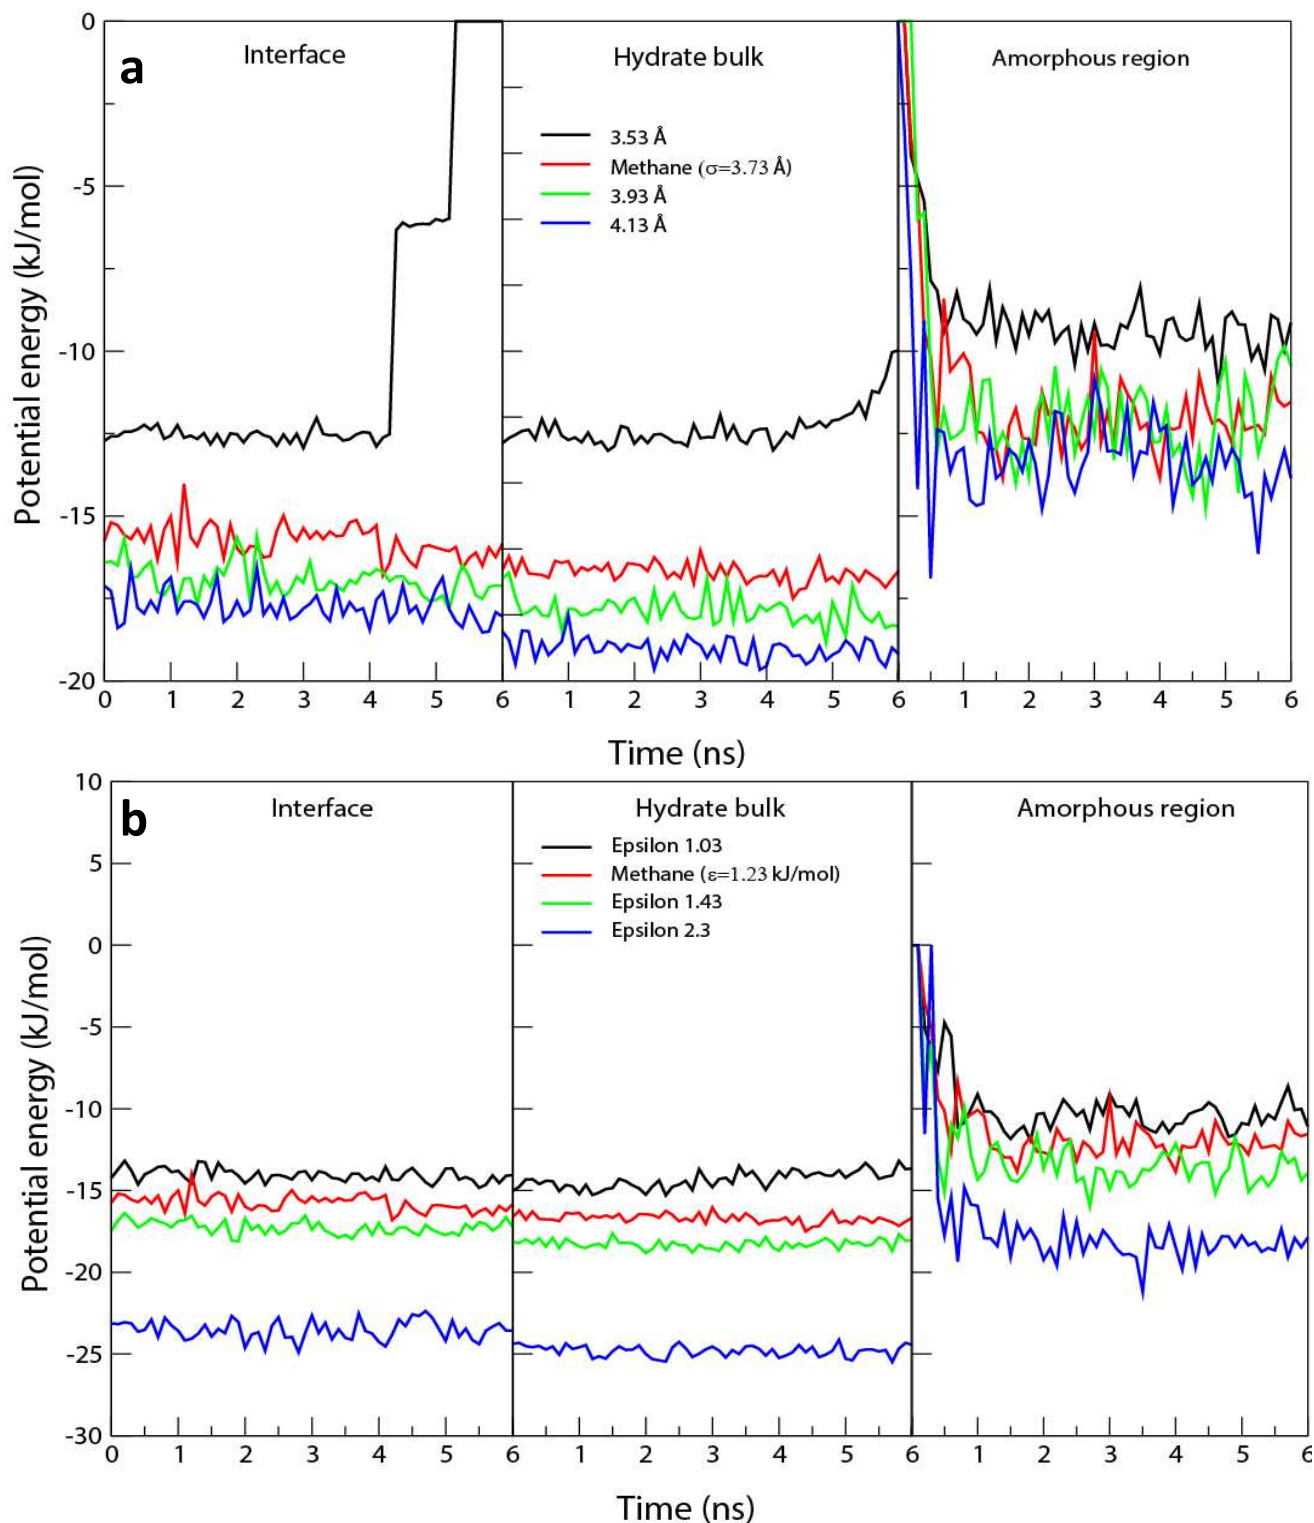 a
Interface
Hydrate bulk
Amorphous region
3.53 Å
Methane (σ=3.73 Å)
3.93 Å
4.13 Å
0
-5
-10
-15
-20
Potential energy (kJ/mol)
0 1 2 3 4 5 6 1 2 3 4 5 6 1 2 3 4 5 6
Time (ns)
b
Interface
Hydrate bulk
Amorphous region
Epsilon 1.03
Methane (ε=1.23 kJ/mol)
Epsilon 1.43
Epsilon 2.3
10
5
0
-5
-10
-15
-20
-25
-30
Potential energy (kJ/mol)
0 1 2 3 4 5 6 1 2 3 4 5 6 1 2 3 4 5 6
Time (ns)